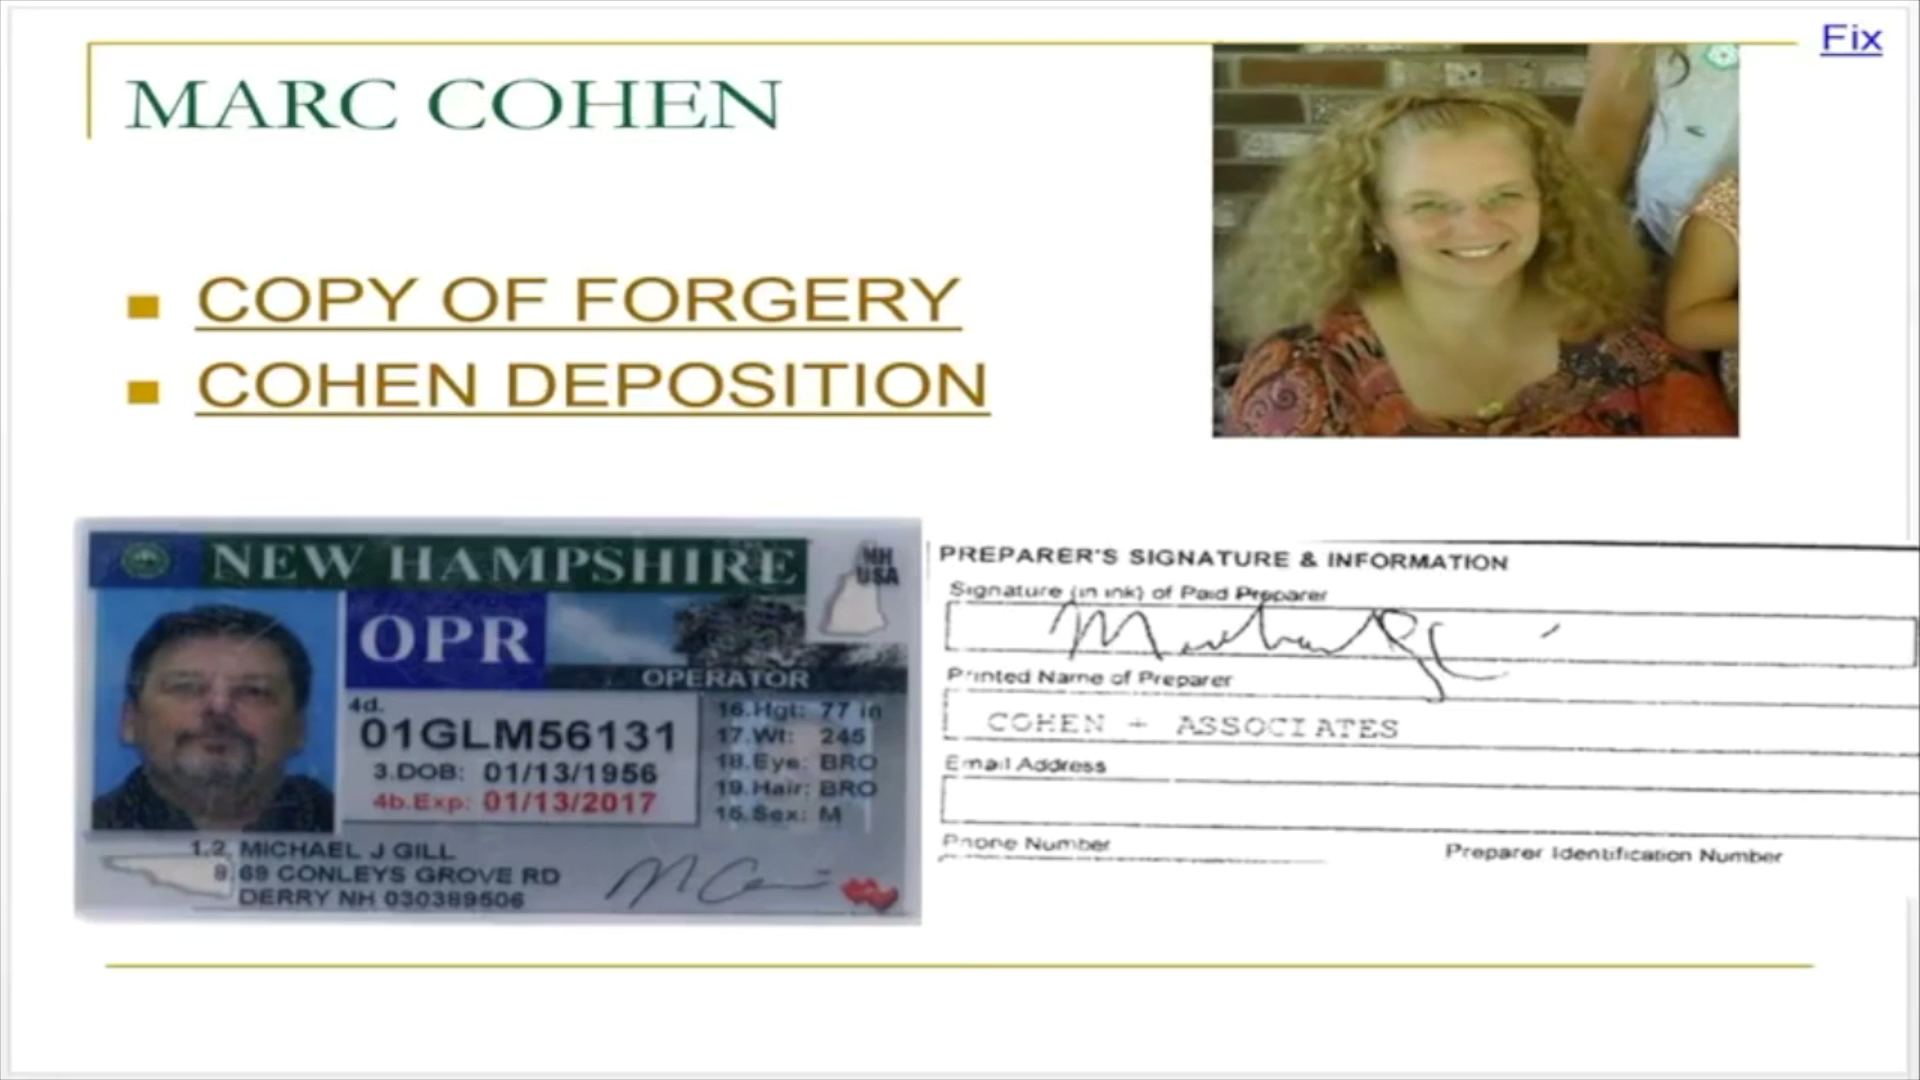 Fix
MARC COHEN
COPY OF FORGERY
COHEN DEPOSITION
NEW HAMPSHIRE
NH
USA
OPR
OPERATOR
4d.
01GLM56131
3.DOB: 01/13/1956
4b.Exp: 01/13/2017
16.Hgt: 77 in
17.Wt: 245
18.Eye: BRO
19.Hair: BRO
15.Sex: M
1.2. MICHAEL J GILL
8. 69 CONLEYS GROVE RD
DERRY NH 030389506
PREPARER'S SIGNATURE & INFORMATION
Signature (in ink) of Paid Preparer
Printed Name of Preparer
COHEN + ASSOCIATES
Email Address
Phone Number
Preparer Identification Number